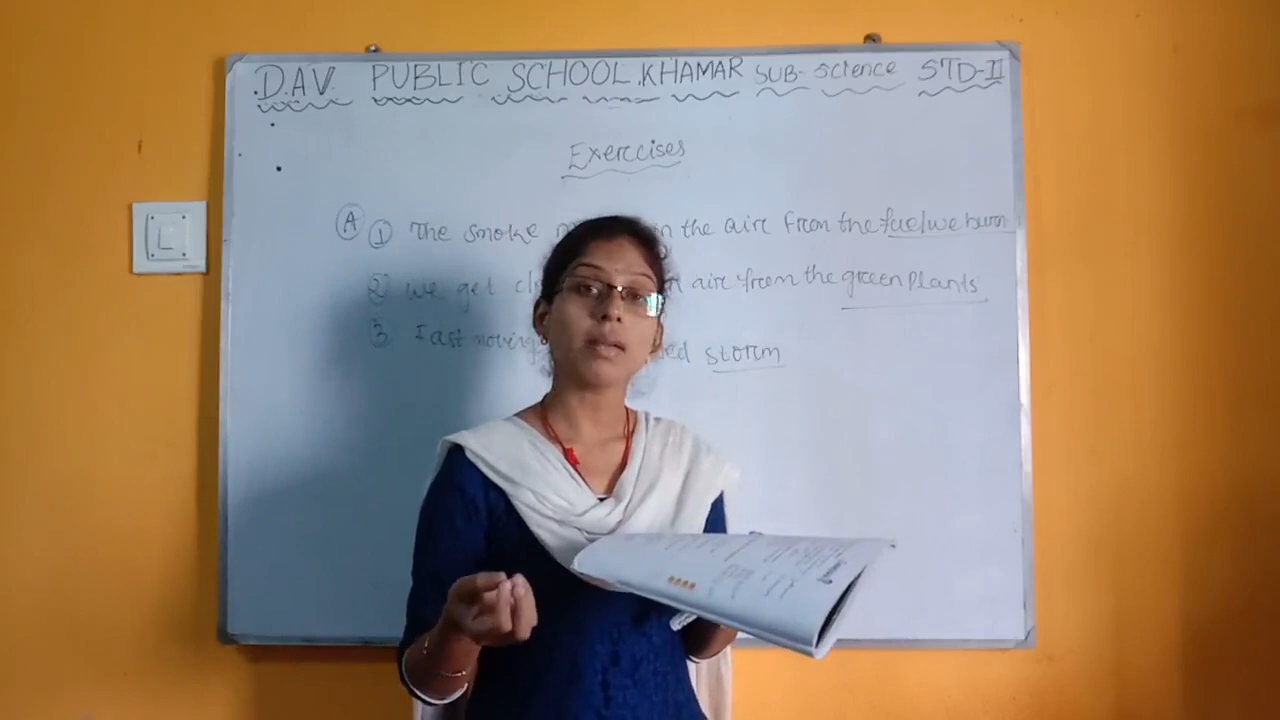 D.A.V. PUBLIC SCHOOL.KHAMAR SUB- Science STD-II
Exercises
A 1 The smoke in the air from the fuel we burn
2 we get air from the green plants
3 Fast moving storm